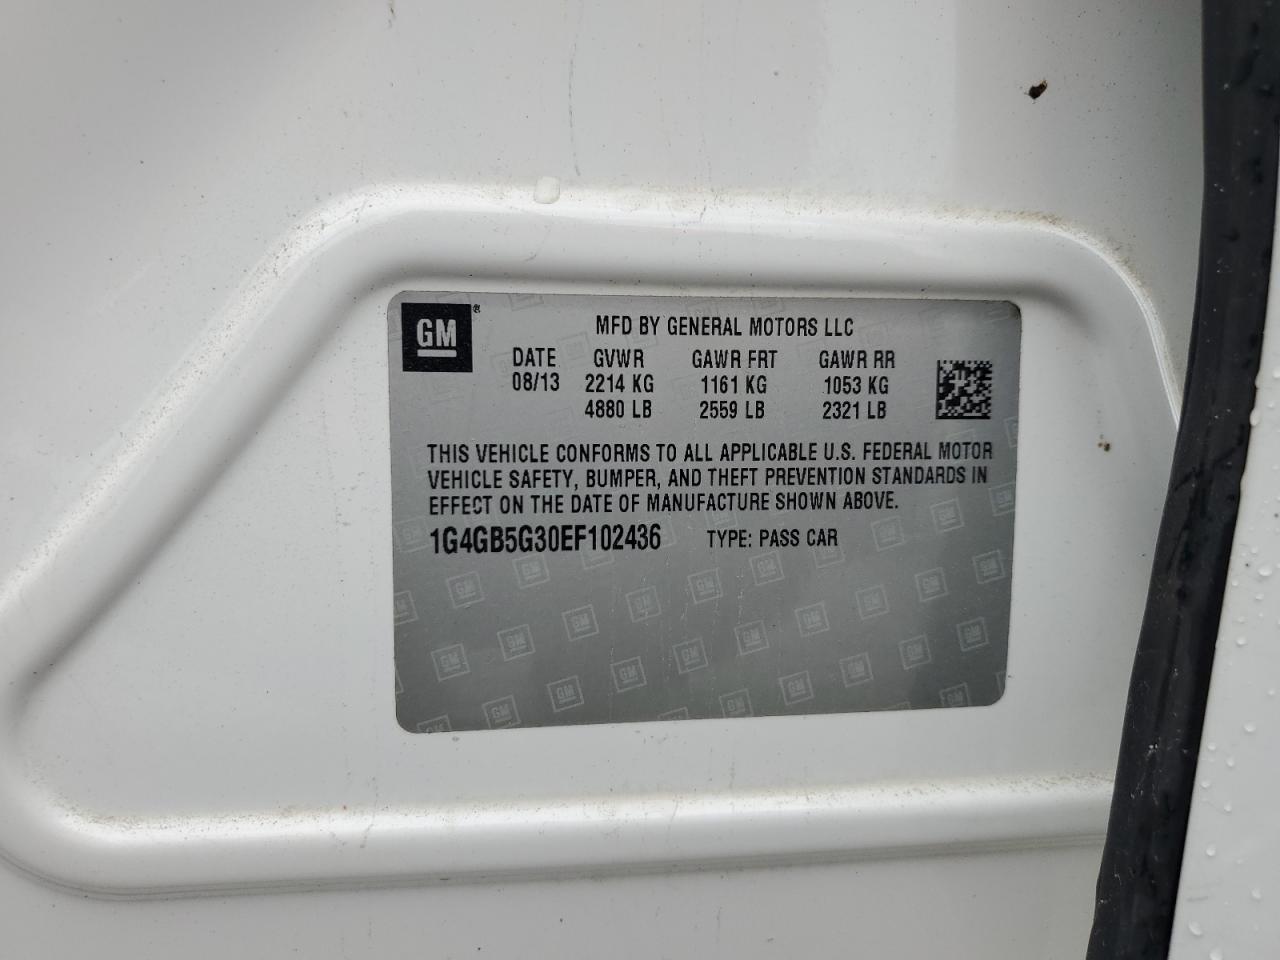 GM®
MFD BY GENERAL MOTORS LLC
DATE GVWR GAWR FRT GAWR RR
08/13 2214 KG 1161 KG 1053 KG
4880 LB 2559 LB 2321 LB
THIS VEHICLE CONFORMS TO ALL APPLICABLE U.S. FEDERAL MOTOR
VEHICLE SAFETY, BUMPER, AND THEFT PREVENTION STANDARDS IN
EFFECT ON THE DATE OF MANUFACTURE SHOWN ABOVE.
1G4GB5G30EF102436 TYPE: PASS CAR